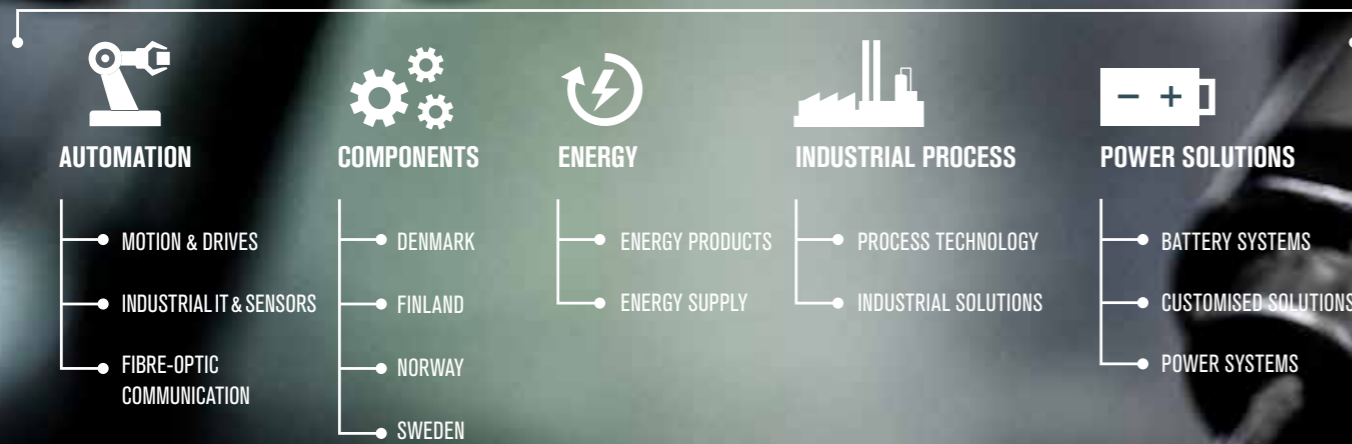 AUTOMATION
MOTION & DRIVES
INDUSTRIAL IT & SENSORS
FIBRE-OPTIC
COMMUNICATION
COMPONENTS
DENMARK
FINLAND
NORWAY
SWEDEN
ENERGY
ENERGY PRODUCTS
ENERGY SUPPLY
INDUSTRIAL PROCESS
PROCESS TECHNOLOGY
INDUSTRIAL SOLUTIONS
POWER SOLUTIONS
BATTERY SYSTEMS
CUSTOMISED SOLUTIONS
POWER SYSTEMS